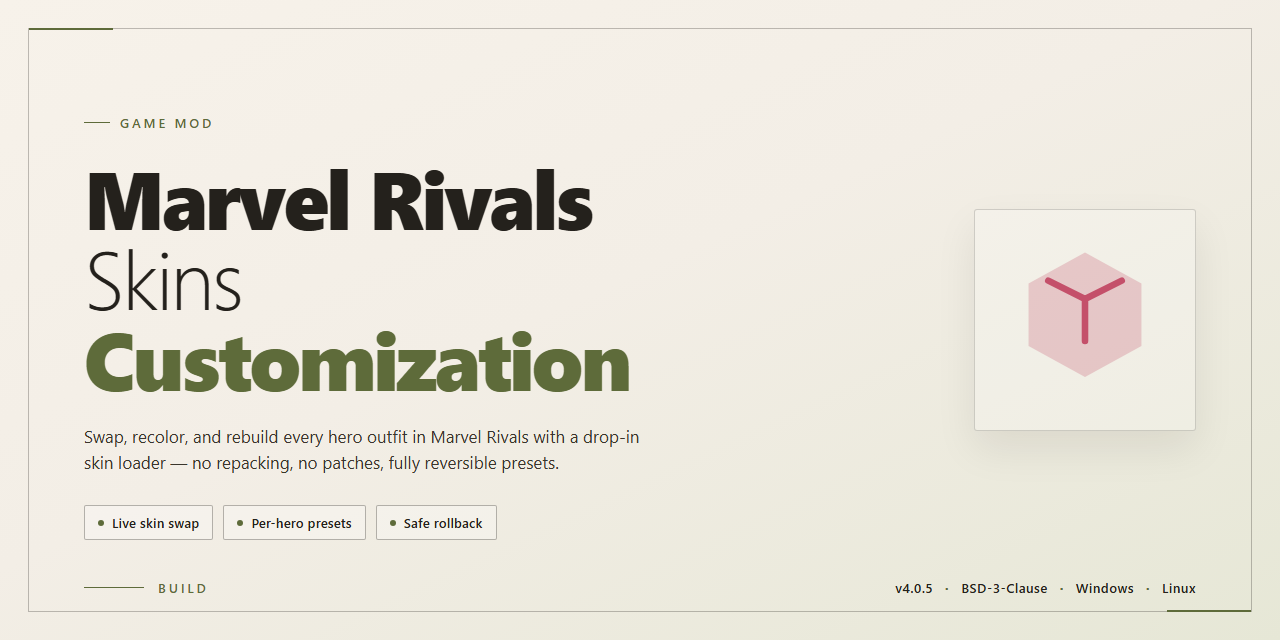 GAME MOD
Marvel Rivals
Skins
Customization
Swap, recolor, and rebuild every hero outfit in Marvel Rivals with a drop-in
skin loader — no repacking, no patches, fully reversible presets.
Live skin swap
Per-hero presets
Safe rollback
BUILD
v4.0.5 · BSD-3-Clause · Windows · Linux